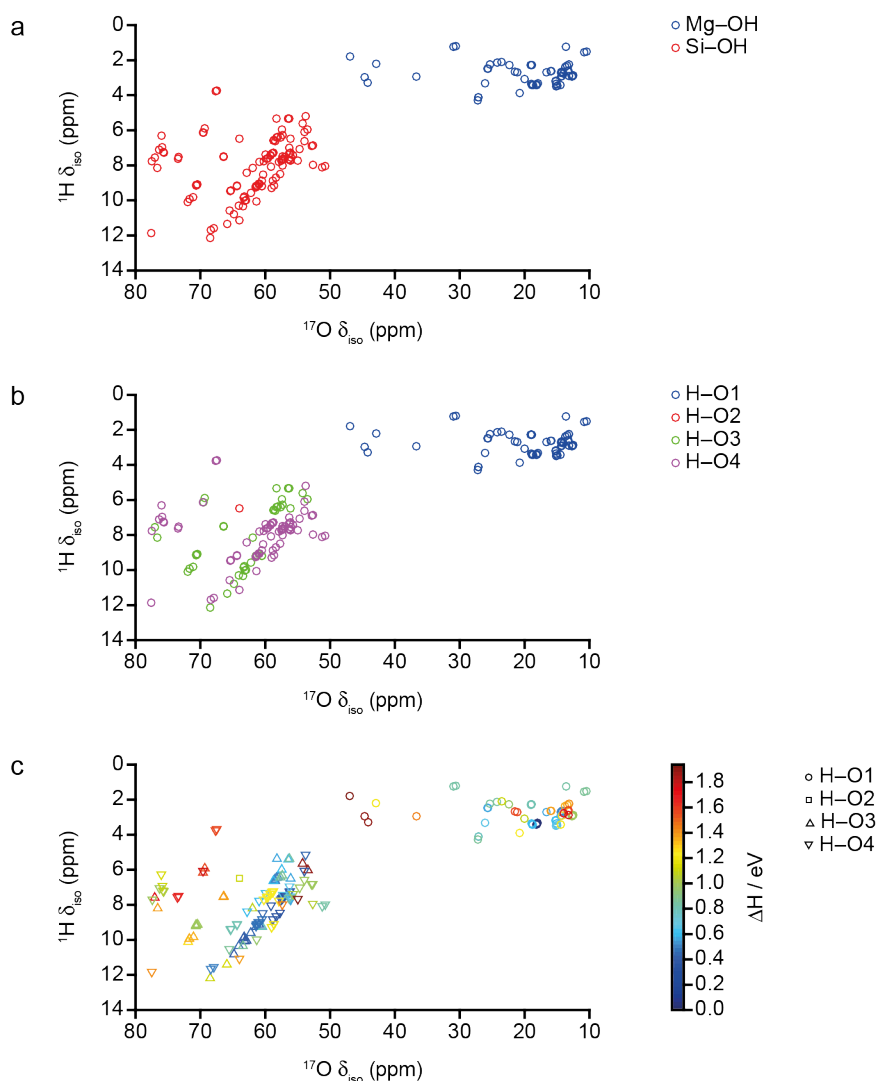 a
0
2
4
6
8
10
12
14
80 70 60 50 40 30 20 10
¹H δiso (ppm)
¹⁷O δiso (ppm)
Mg–OH
Si–OH
b
0
2
4
6
8
10
12
14
80 70 60 50 40 30 20 10
¹H δiso (ppm)
¹⁷O δiso (ppm)
H–O1
H–O2
H–O3
H–O4
c
0
2
4
6
8
10
12
14
80 70 60 50 40 30 20 10
¹H δiso (ppm)
¹⁷O δiso (ppm)
1.8
1.6
1.4
1.2
1.0
0.8
0.6
0.4
0.2
0.0
ΔH / eV
H–O1
H–O2
H–O3
H–O4